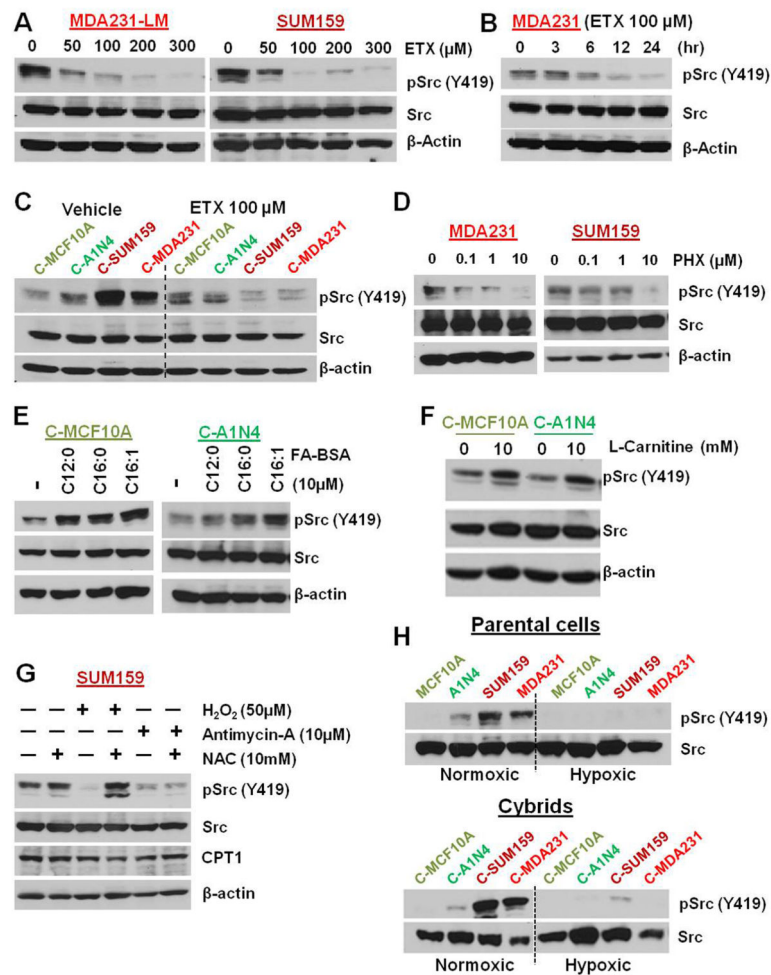 A
MDA231-LM
SUM159
0 50 100 200 300 0 50 100 200 300 ETX (µM)
pSrc (Y419)
Src
β-Actin
B
MDA231 (ETX 100 µM)
0 3 6 12 24 (hr)
pSrc (Y419)
Src
β-Actin
C
Vehicle
ETX 100 µM
C-MCF10A C-A1N4 C-SUM159 C-MDA231 C-MCF10A C-A1N4 C-SUM159 C-MDA231
pSrc (Y419)
Src
β-actin
D
MDA231
SUM159
0 0.1 1 10 0 0.1 1 10
PHX (µM)
pSrc (Y419)
Src
β-actin
E
C-MCF10A
C-A1N4
- C12:0 C16:0 C16:1 - C12:0 C16:0 C16:1
FA-BSA
(10µM)
pSrc (Y419)
Src
β-actin
F
C-MCF10A C-A1N4
0 10 0 10
L-Carnitine (mM)
pSrc (Y419)
Src
β-actin
G
SUM159
— — + + — — H₂O₂ (50µM)
— — — — + + Antimycin-A (10µM)
— + — + — + NAC (10mM)
pSrc (Y419)
Src
CPT1
β-actin
H
Parental cells
MCF10A A1N4 SUM159 MDA231 MCF10A A1N4 SUM159 MDA231
pSrc (Y419)
Src
Normoxic Hypoxic
Cybrids
C-MCF10A C-A1N4 C-SUM159 C-MDA231 C-MCF10A C-A1N4 C-SUM159 C-MDA231
pSrc (Y419)
Src
Normoxic Hypoxic